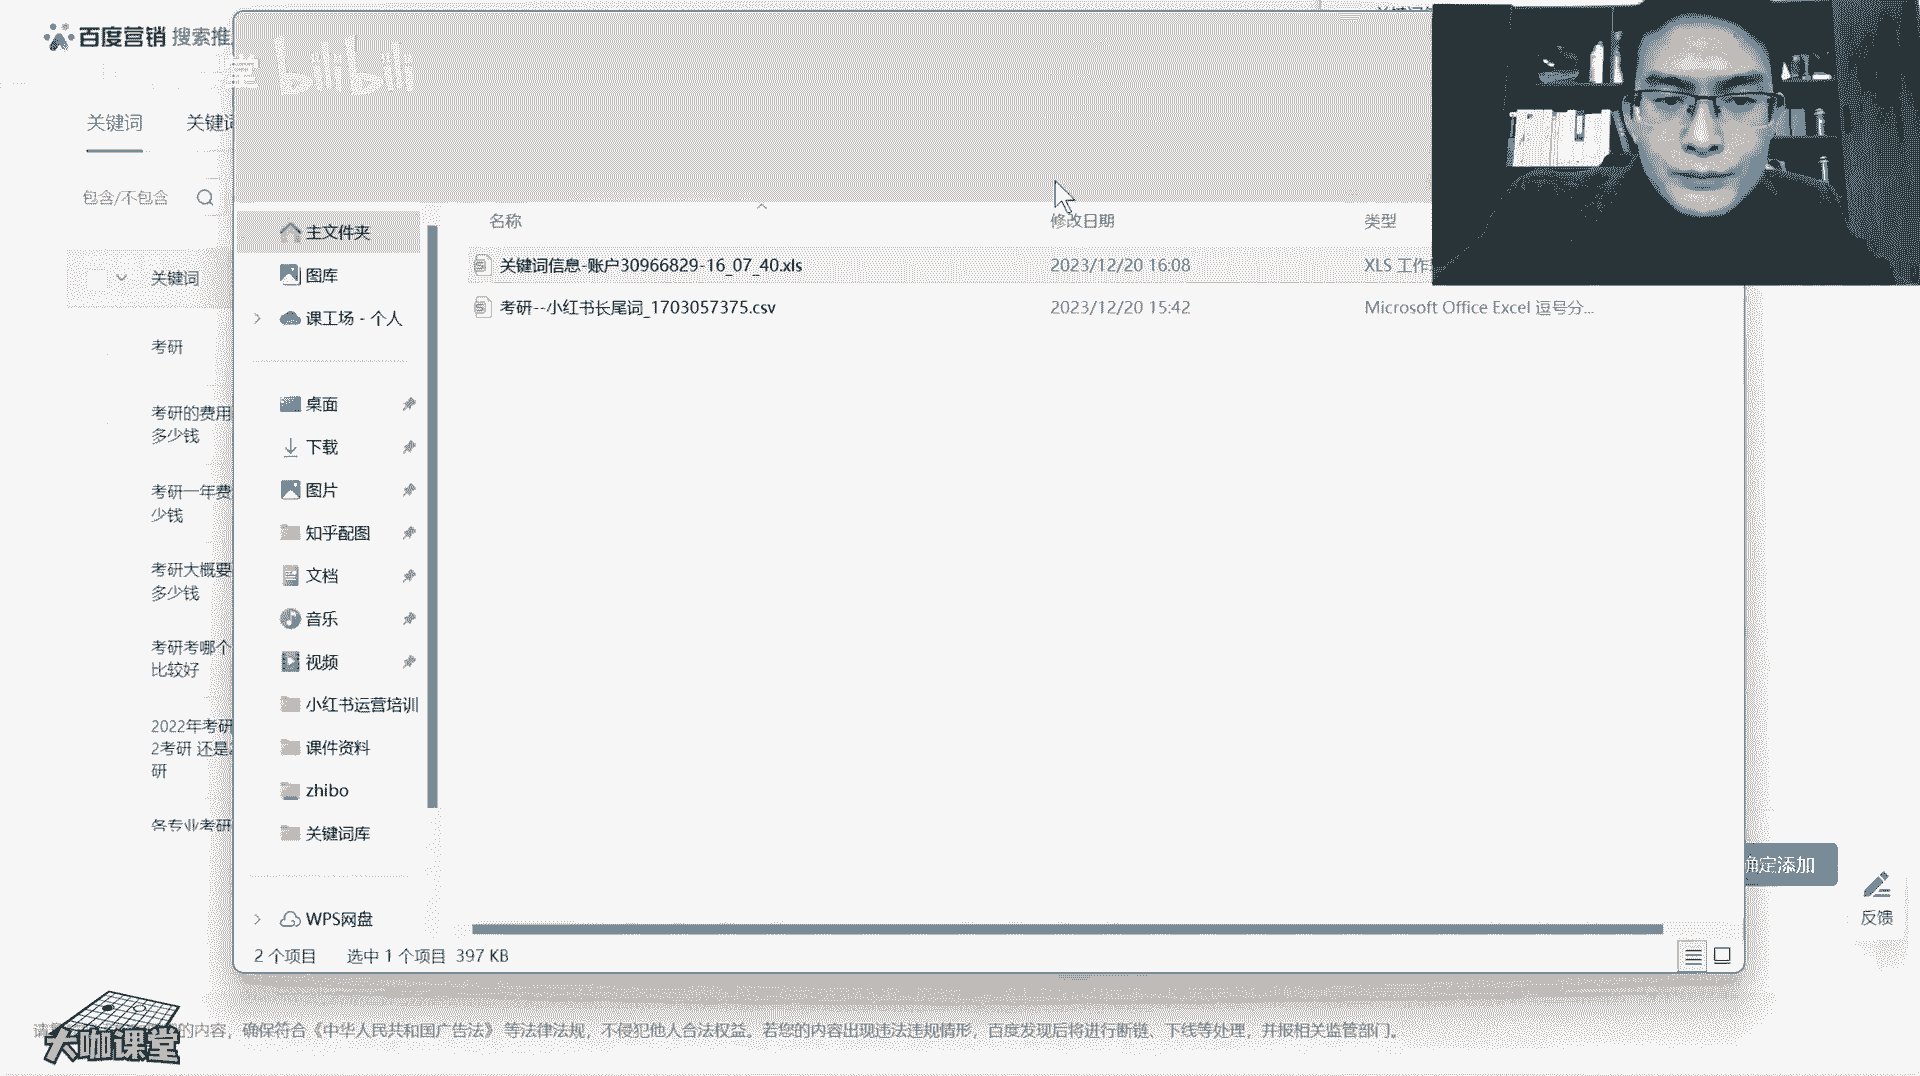 百度营销 搜索推
堂 bilibili
关键词
关键词
包含/不包含
关键词
考研
考研的费用
多少钱
考研一年费
少钱
考研大概要
多少钱
考研考哪个
比较好
2022年考研
2考研 还是2
研
各专业考研
主文件夹
图库
课工场 - 个人
桌面
下载
图片
知乎配图
文档
音乐
视频
小红书运营培训
课件资料
zhibo
关键词库
WPS网盘
名称
修改日期
类型
关键词信息-账户30966829-16_07_40.xls
2023/12/20 16:08
XLS 工作
考研--小红书长尾词_1703057375.csv
2023/12/20 15:42
Microsoft Office Excel 逗号分...
2 个项目
选中 1 个项目 397 KB
确定添加
反馈
的内容，确保符合《中华人民共和国广告法》 等法律法规，不侵犯他人合法权益。若您的内容出现违法违规情形，百度发现后将进行断链、下线等处理，并报相关监管部门。
大咖课堂